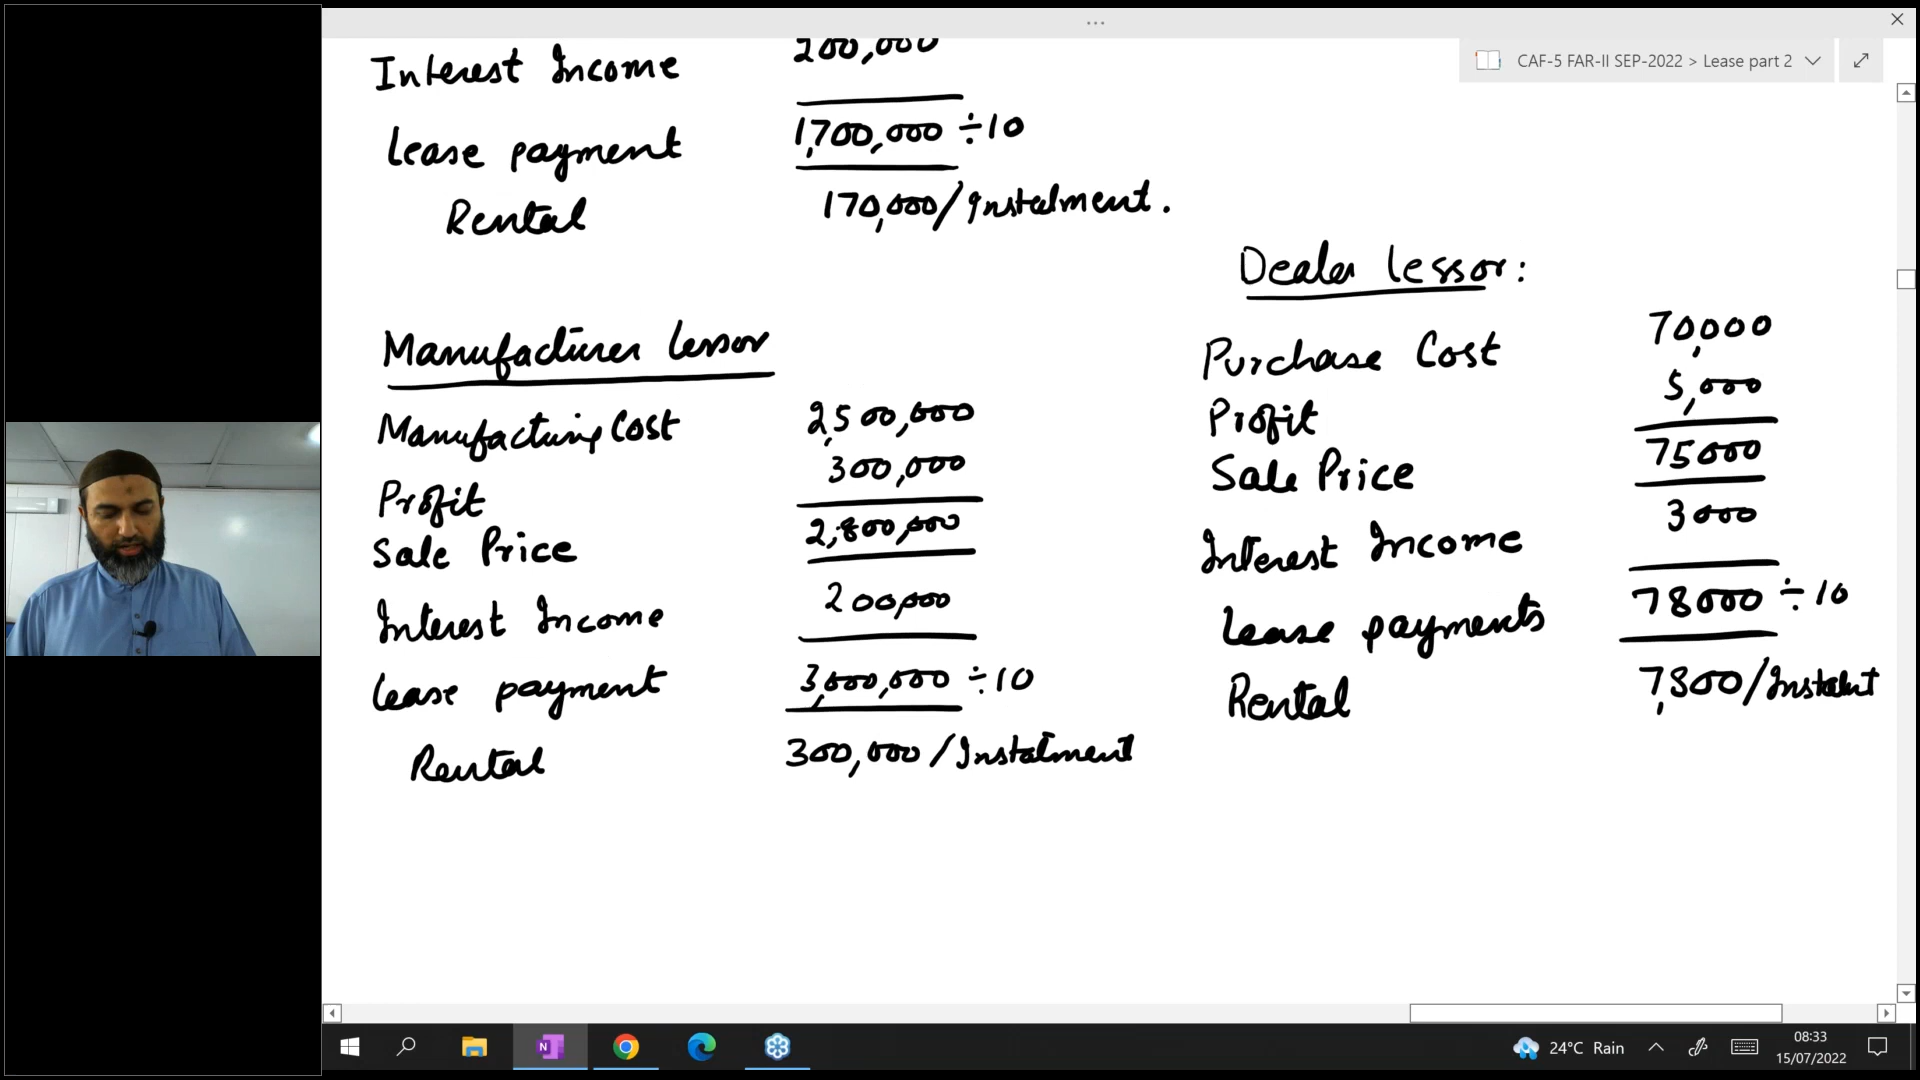 CAF-5 FAR-II SEP-2022 > Lease part 2
Interest Income 200,000
Lease payment 1,700,000 ÷10
Rental 170,000/Instalment.
Manufacturer Lessor
Manufacturing Cost 2,500,000
Profit 300,000
Sale Price 2,800,000
Interest Income 200,000
Lease payment 3,000,000 ÷10
Rental 300,000/Instalment
Dealer Lessor:
Purchase Cost 70,000
Profit 5,000
Sale Price 75000
Interest Income 3000
Lease payments 78000 ÷10
Rental 7,800/
24°C Rain
08:33
15/07/2022